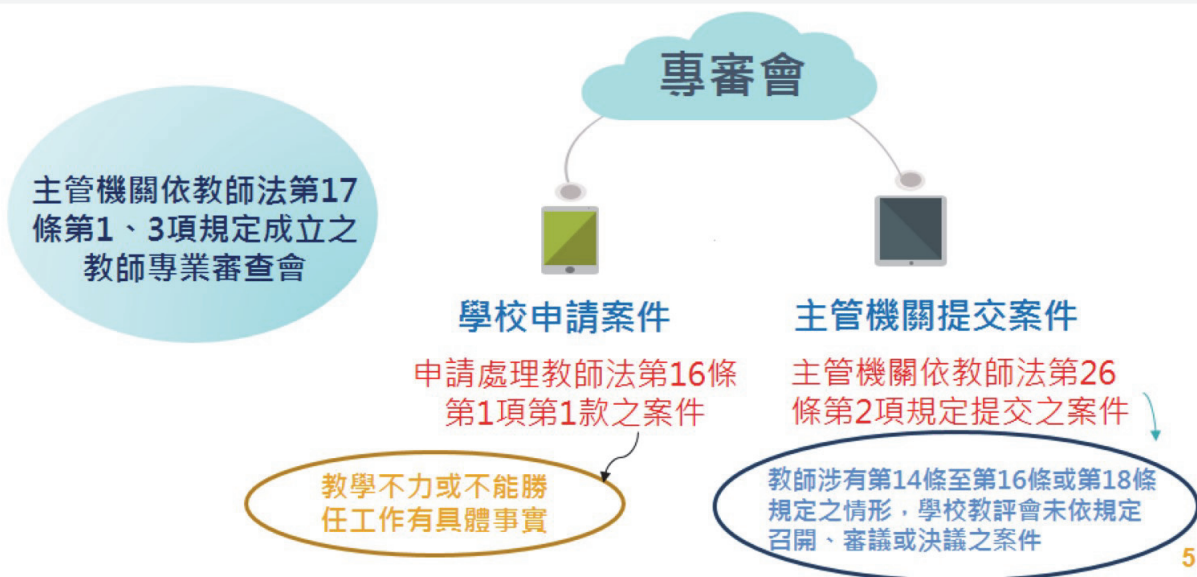 專審會
主管機關依教師法第17
條第1、3項規定成立之
教師專業審查會
學校申請案件
申請處理教師法第16條
第1項第1款之案件
教學不力或不能勝
任工作有具體事實
主管機關提交案件
主管機關依教師法第26
條第2項規定提交之案件
教師涉有第14條至第16條或第18條
規定之情形，學校教評會未依規定
召開、審議或決議之案件
5